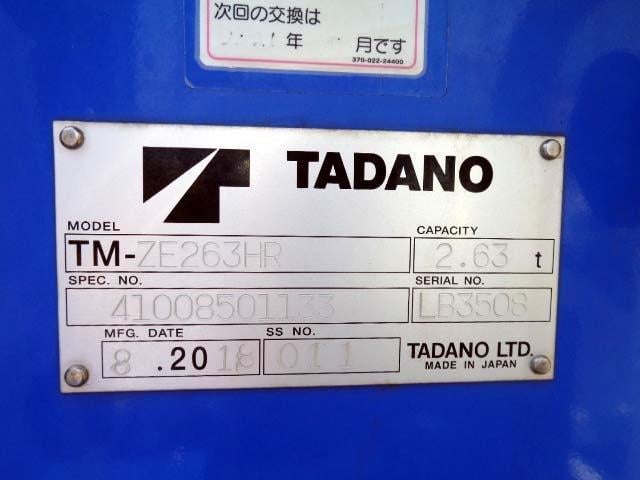 次回の交換は
年 月です
370-022-24400
TADANO
MODEL CAPACITY
TM-ZE263HR 2.63 t
SPEC. NO. SERIAL NO.
41008501133 LB3508
MFG. DATE SS NO.
8 .2018 011 TADANO LTD.
MADE IN JAPAN